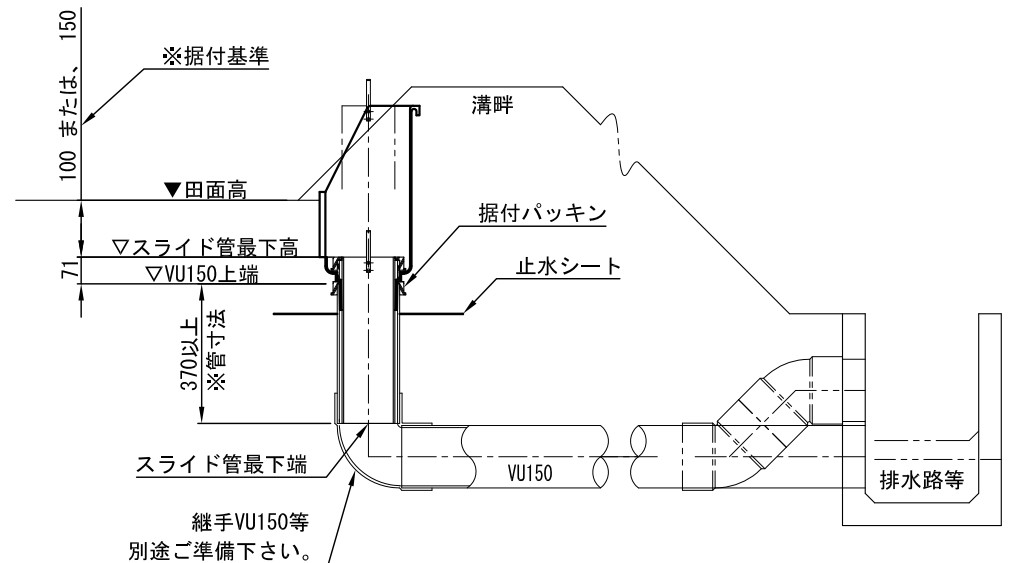 100 または、 150
※据付基準
溝畔
▼田面高
据付パッキン
▽スライド管最下高
71
▽VU150上端
止水シート
370以上
※管寸法
スライド管最下端
VU150
排水路等
継手VU150等
別途ご準備下さい。